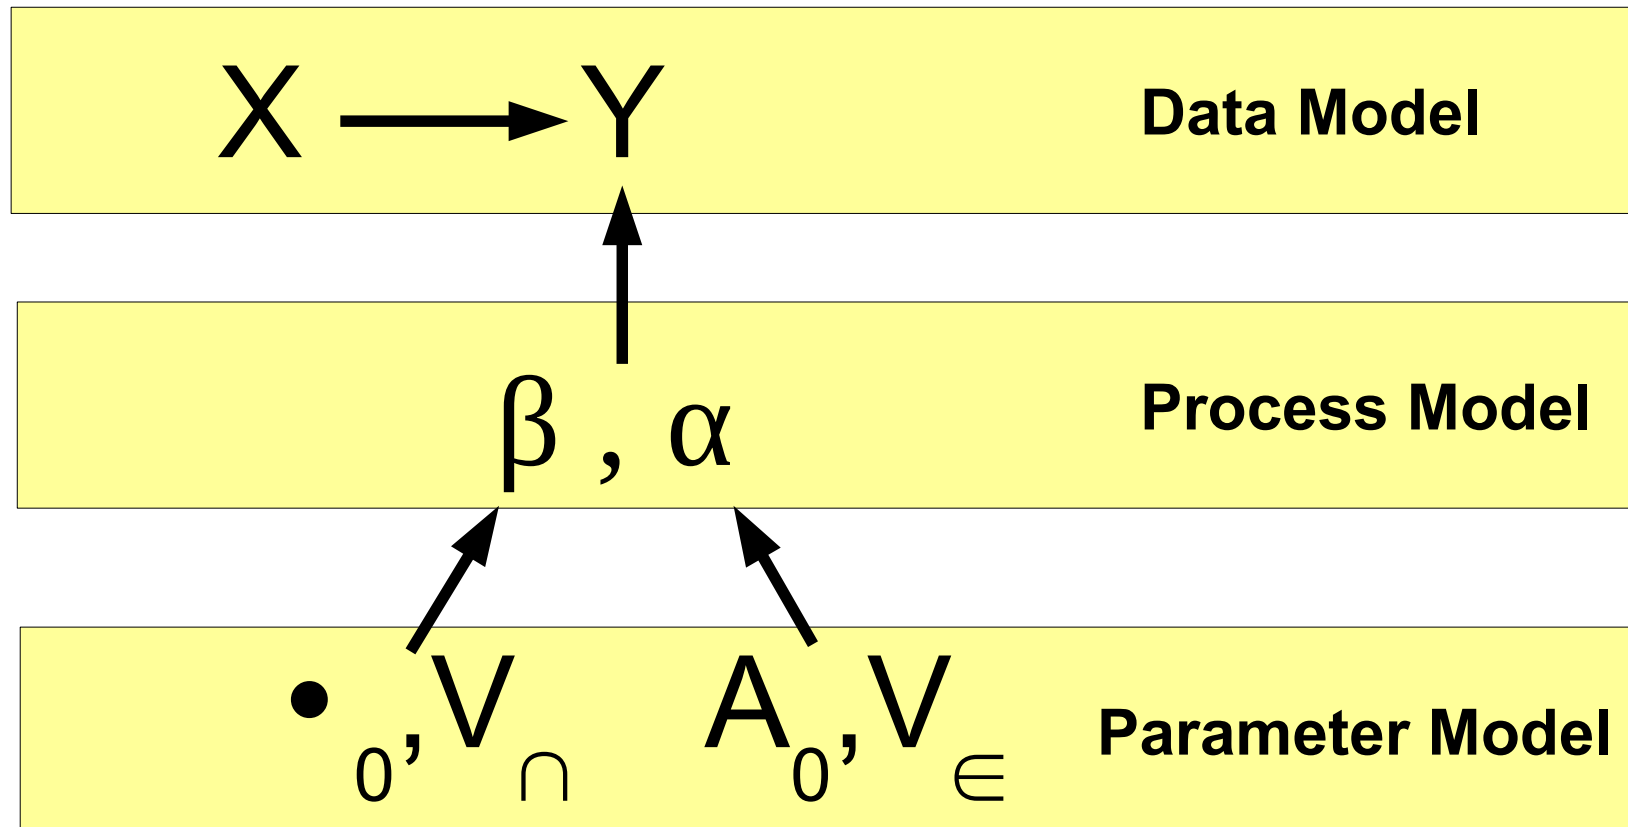 X Y Data Model
β , α Process Model
•₀,V∩ A₀,V∈ Parameter Model